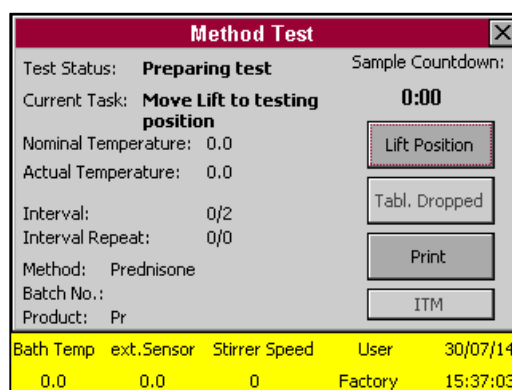 Method Test
Test Status: Preparing test
Sample Countdown:
0:00
Current Task: Move Lift to testing
position
Nominal Temperature: 0.0
Lift Position
Actual Temperature: 0.0
Tabl. Dropped
Interval: 0/2
Interval Repeat: 0/0
Print
Method: Prednisone
Batch No.:
ITM
Product: Pr
Bath Temp ext.Sensor Stirrer Speed User 30/07/14
0.0 0.0 0 Factory 15:37:03